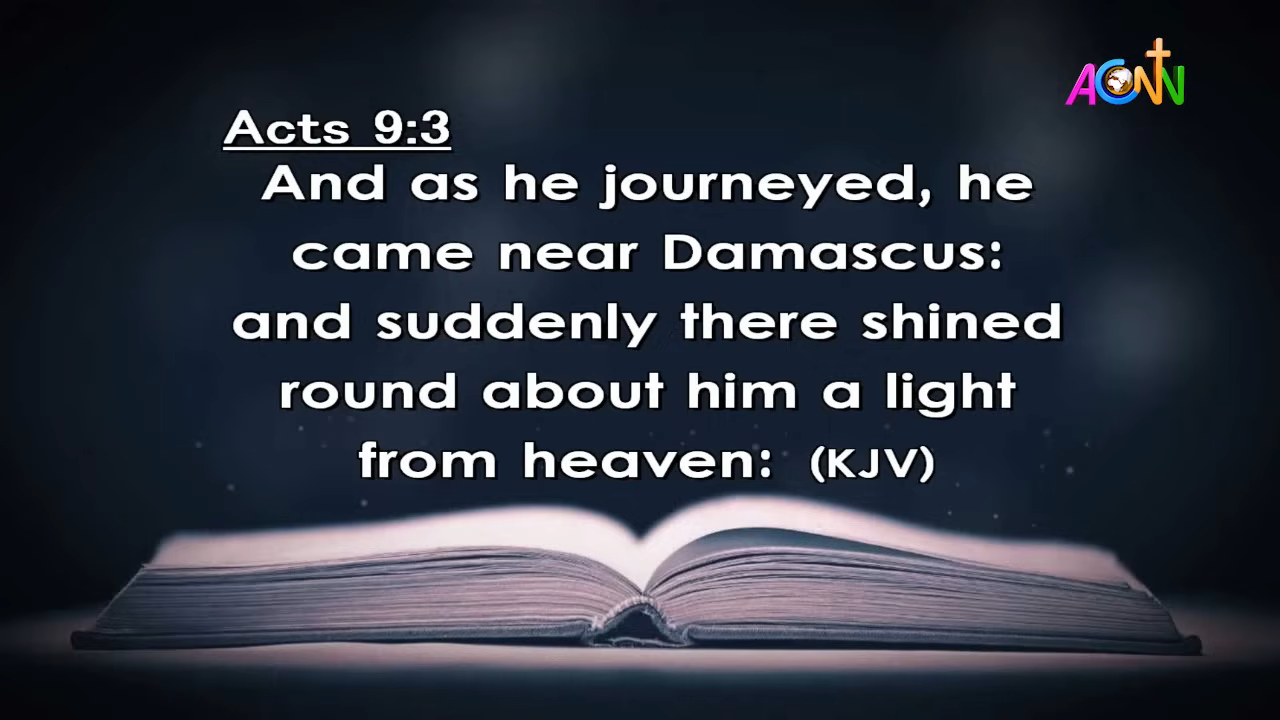 ACNN
Acts 9:3
And as he journeyed, he
came near Damascus:
and suddenly there shined
round about him a light
from heaven: (KJV)